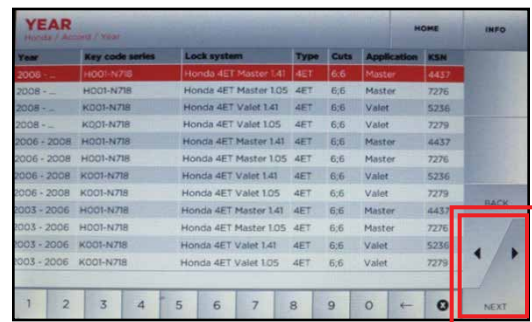 YEAR
Honda / Accord / Year
HOME
INFO
Year Key code series Lock system Type Cuts Application KSN
2006 - ... H001-N718 Honda 4ET Master 1.41 4ET 6;6 Master 4437
2008 - ... H001-N718 Honda 4ET Master 1.05 4ET 6;6 Master 7276
2008 - ... K001-N718 Honda 4ET Valet 1.41 4ET 6;6 Valet 5236
2008 - ... K001-N718 Honda 4ET Valet 1.05 4ET 6;6 Valet 7279
2006 - 2008 H001-N718 Honda 4ET Master 1.41 4ET 6;6 Master 4437
2006 - 2008 H001-N718 Honda 4ET Master 1.05 4ET 6;6 Master 7276
2006 - 2008 K001-N718 Honda 4ET Valet 1.41 4ET 6;6 Valet 5236
2006 - 2008 K001-N718 Honda 4ET Valet 1.05 4ET 6;6 Valet 7279
2003 - 2006 H001-N718 Honda 4ET Master 1.41 4ET 6;6 Master 4437
2003 - 2006 H001-N718 Honda 4ET Master 1.05 4ET 6;6 Master 7276
2003 - 2006 K001-N718 Honda 4ET Valet 1.41 4ET 6;6 Valet 5236
2003 - 2006 K001-N718 Honda 4ET Valet 1.05 4ET 6;6 Valet 7279
BACK
1 2 3 4 5 6 7 8 9 0 ←
NEXT